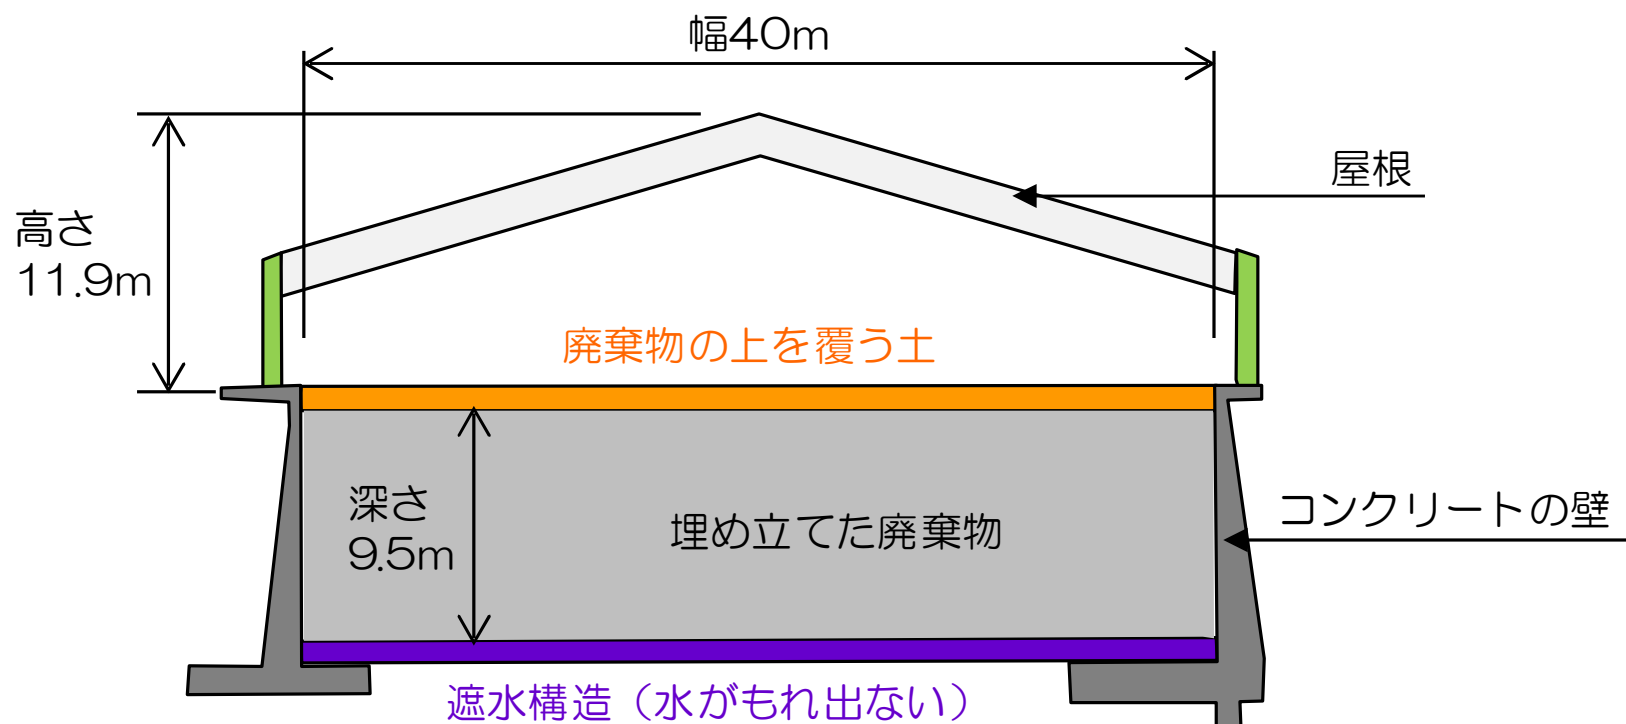 幅40m
屋根
高さ
11.9m
廃棄物の上を覆う土
深さ
9.5m
埋め立てた廃棄物
コンクリートの壁
遮水構造（水がもれ出ない）